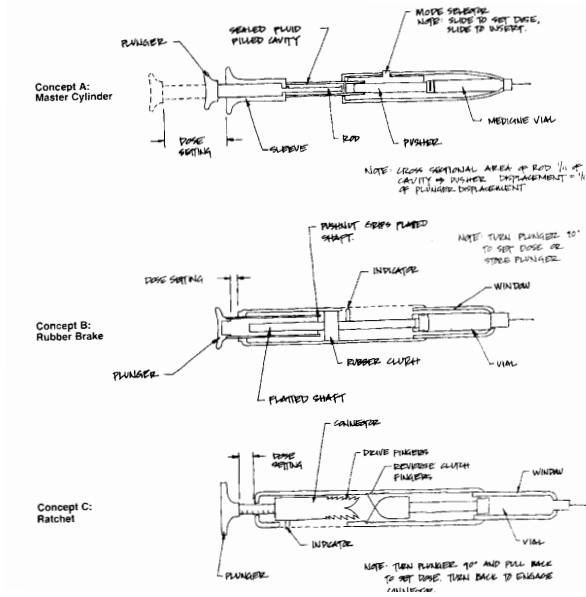 MODE SELECTOR
NOTE: SLIDE TO SET DOSE,
SLIDE TO INSERT.
SEALED FLUID
FILLED CAVITY
PLUNGER
Concept A:
Master Cylinder
DOSE
SETTING
SLEEVE
ROD
PUSHER
MEDICINE VIAL
NOTE: CROSS SECTIONAL AREA OF ROD 1/11 OF
CAVITY ⇒ PUSHER DISPLACEMENT =
OF PLUNGER DISPLACEMENT
PUSHNUT GRIPS PLATED
SHAFT.
NOTE: TURN PLUNGER 90°
TO SET DOSE OR
STORE PLUNGER
DOSE SETTING
INDICATOR
WINDOW
Concept B:
Rubber Brake
PLUNGER
RUBBER CLUTCH
VIAL
SHAFT
CONNECTOR
DOSE
SETTING
DRIVE FINGERS
REVERSE CLUTCH
FINGERS
WINDOW
Concept C:
Ratchet
INDICATOR
VIAL
PLUNGER
NOTE: TURN PLUNGER 90° AND PULL BACK
TO SET DOSE. TURN BACK TO ENGAGE
CONNECTOR.